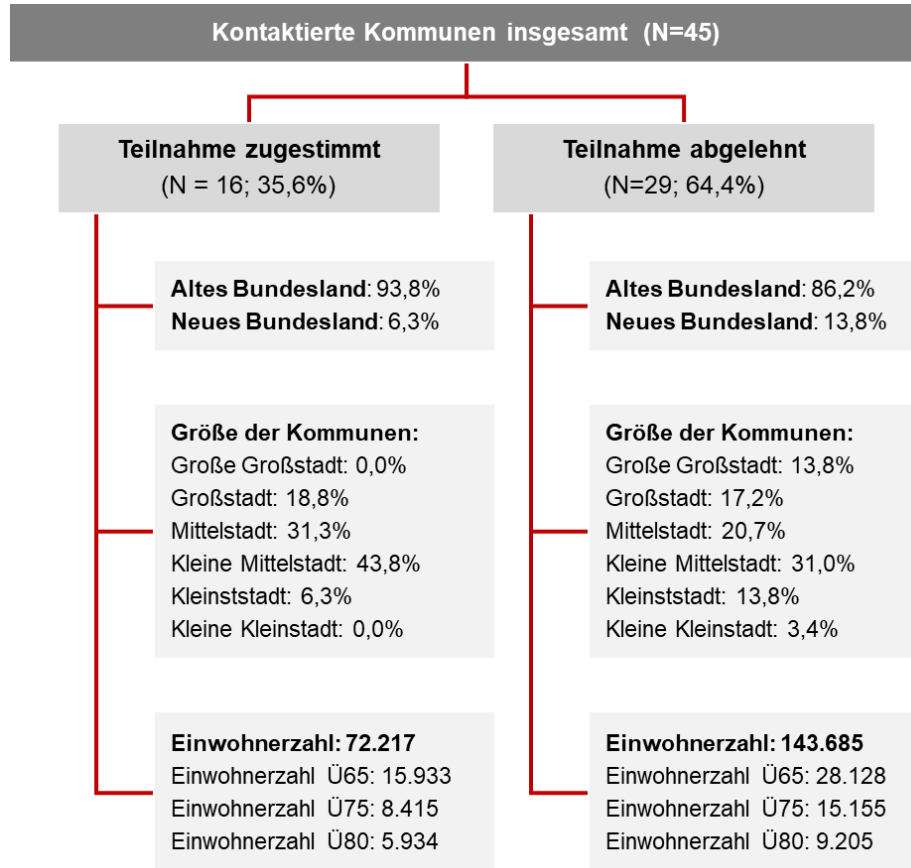 Kontaktierte Kommunen insgesamt (N=45)
Teilnahme zugestimmt
(N = 16; 35,6%)
Teilnahme abgelehnt
(N=29; 64,4%)
Altes Bundesland: 93,8%
Neues Bundesland: 6,3%
Altes Bundesland: 86,2%
Neues Bundesland: 13,8%
Größe der Kommunen:
Große Großstadt: 0,0%
Großstadt: 18,8%
Mittelstadt: 31,3%
Kleine Mittelstadt: 43,8%
Kleinststadt: 6,3%
Kleine Kleinstadt: 0,0%
Größe der Kommunen:
Große Großstadt: 13,8%
Großstadt: 17,2%
Mittelstadt: 20,7%
Kleine Mittelstadt: 31,0%
Kleinststadt: 13,8%
Kleine Kleinstadt: 3,4%
Einwohnerzahl: 72.217
Einwohnerzahl Ü65: 15.933
Einwohnerzahl Ü75: 8.415
Einwohnerzahl Ü80: 5.934
Einwohnerzahl: 143.685
Einwohnerzahl Ü65: 28.128
Einwohnerzahl Ü75: 15.155
Einwohnerzahl Ü80: 9.205